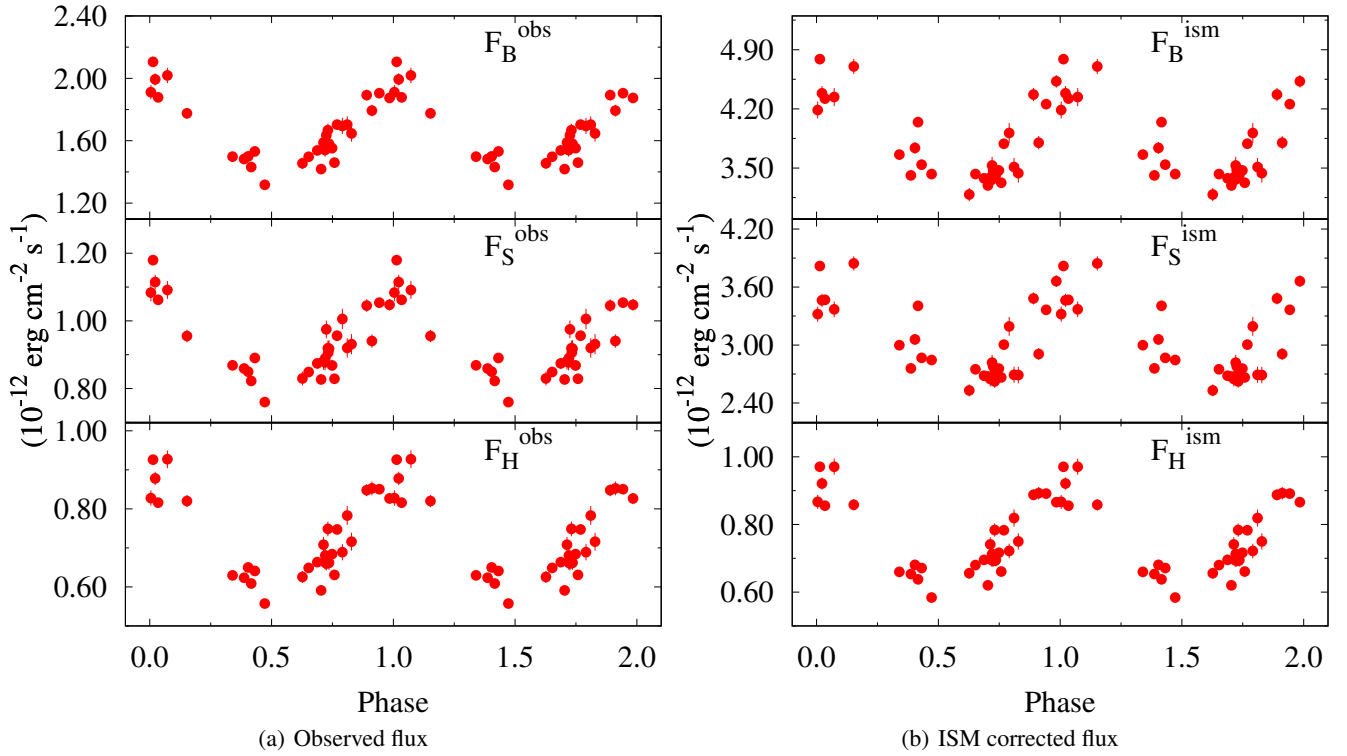 2.40
2.00
1.60
1.20
F_B^obs
1.20
1.00
0.80
F_S^obs
1.00
0.80
0.60
F_H^obs
(10^-12 erg cm^-2 s^-1)
0.0 0.5 1.0 1.5 2.0
Phase
(a) Observed flux
4.90
4.20
3.50
F_B^ism
4.20
3.60
3.00
2.40
F_S^ism
1.00
0.80
0.60
F_H^ism
(10^-12 erg cm^-2 s^-1)
0.0 0.5 1.0 1.5 2.0
Phase
(b) ISM corrected flux